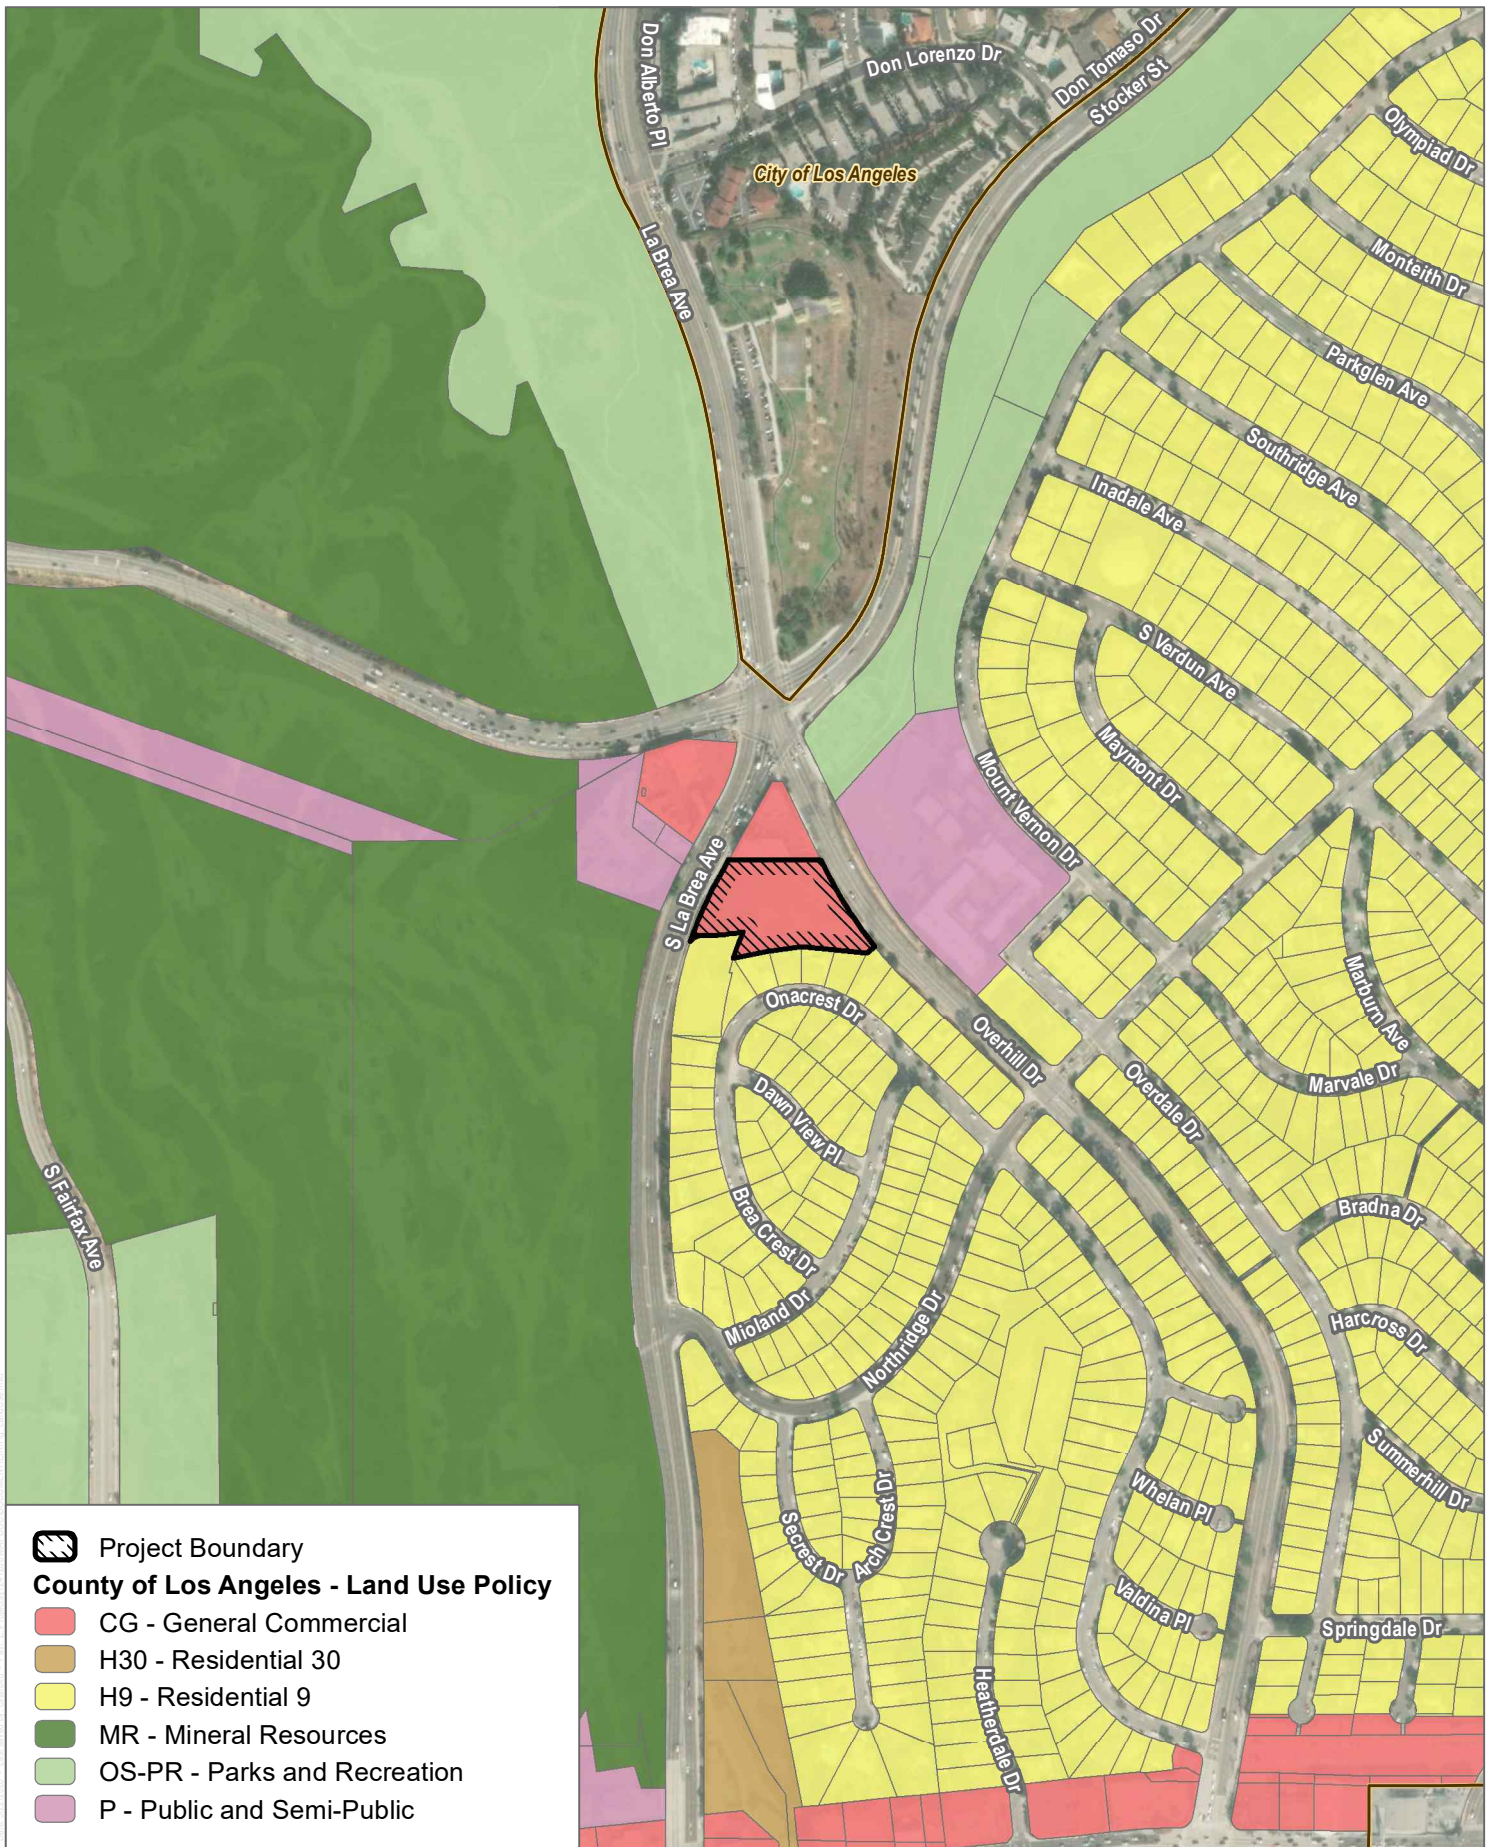 Don Alberto Pl
Don Lorenzo Dr
Don Tomaso Dr
Stocker St
Olympiad Dr
City of Los Angeles
La Brea Ave
Monteith Dr
Parkglen Ave
Southridge Ave
Inadale Ave
S Verdun Ave
Maymont Dr
Mount Vernon Dr
S La Brea Ave
Onacrest Dr
Overhill Dr
Marburn Ave
Marvale Dr
Overdale Dr
Dawn View Pl
Brea Crest Dr
Bradna Dr
S Fairfax Ave
Mioland Dr
Northridge Dr
Harcross Dr
Summerhill Dr
Whelan Pl
Secrest Dr
Arch Crest Dr
Valdina Pl
Springdale Dr
Heatherdale Dr
Project Boundary
County of Los Angeles - Land Use Policy
CG - General Commercial
H30 - Residential 30
H9 - Residential 9
MR - Mineral Resources
OS-PR - Parks and Recreation
P - Public and Semi-Public